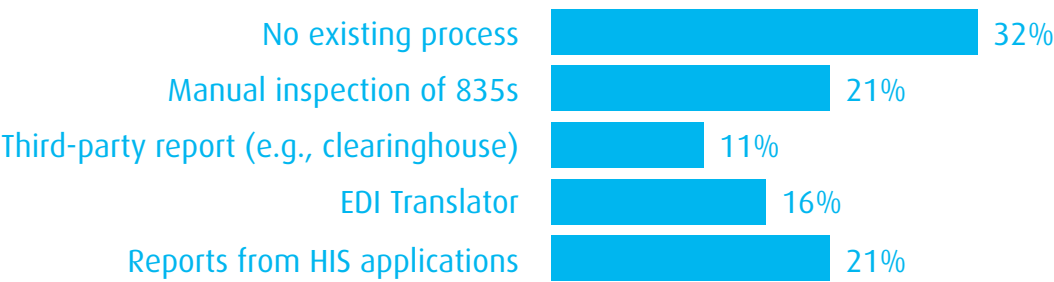 No existing process 32%
Manual inspection of 835s 21%
Third-party report (e.g., clearinghouse) 11%
EDI Translator 16%
Reports from HIS applications 21%